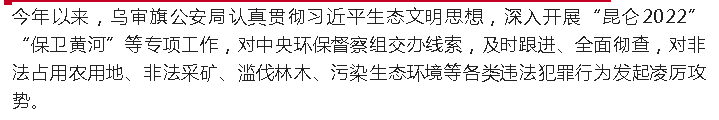 今年以来，乌审旗公安局认真贯彻习近平生态文明思想，深入开展“昆仑2022”
“保卫黄河”等专项工作，对中央环保督察组交办线索，及时跟进、全面彻查，对非
法占用农用地、非法采矿、滥伐林木、污染生态环境等各类违法犯罪行为发起凌厉攻
势。